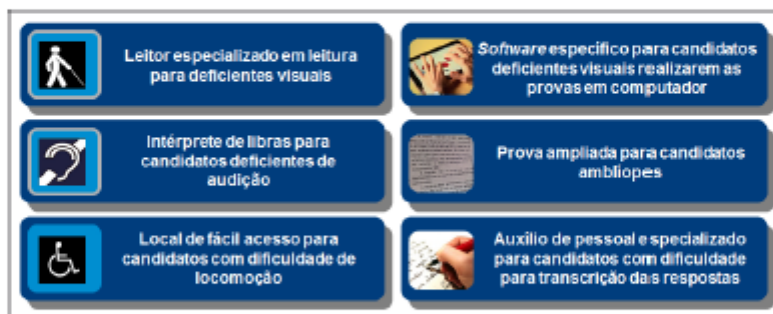 Leitor especializado em leitura
para deficientes visuais
Software específico para candidatos
deficientes visuais realizarem as
provas em computador
Intérprete de libras para
candidatos deficientes de
audição
Prova ampliada para candidatos
amblíopes
Local de fácil acesso para
candidatos com dificuldade de
locomoção
Auxílio de pessoal especializado
para candidatos com dificuldade
para transcrição das respostas